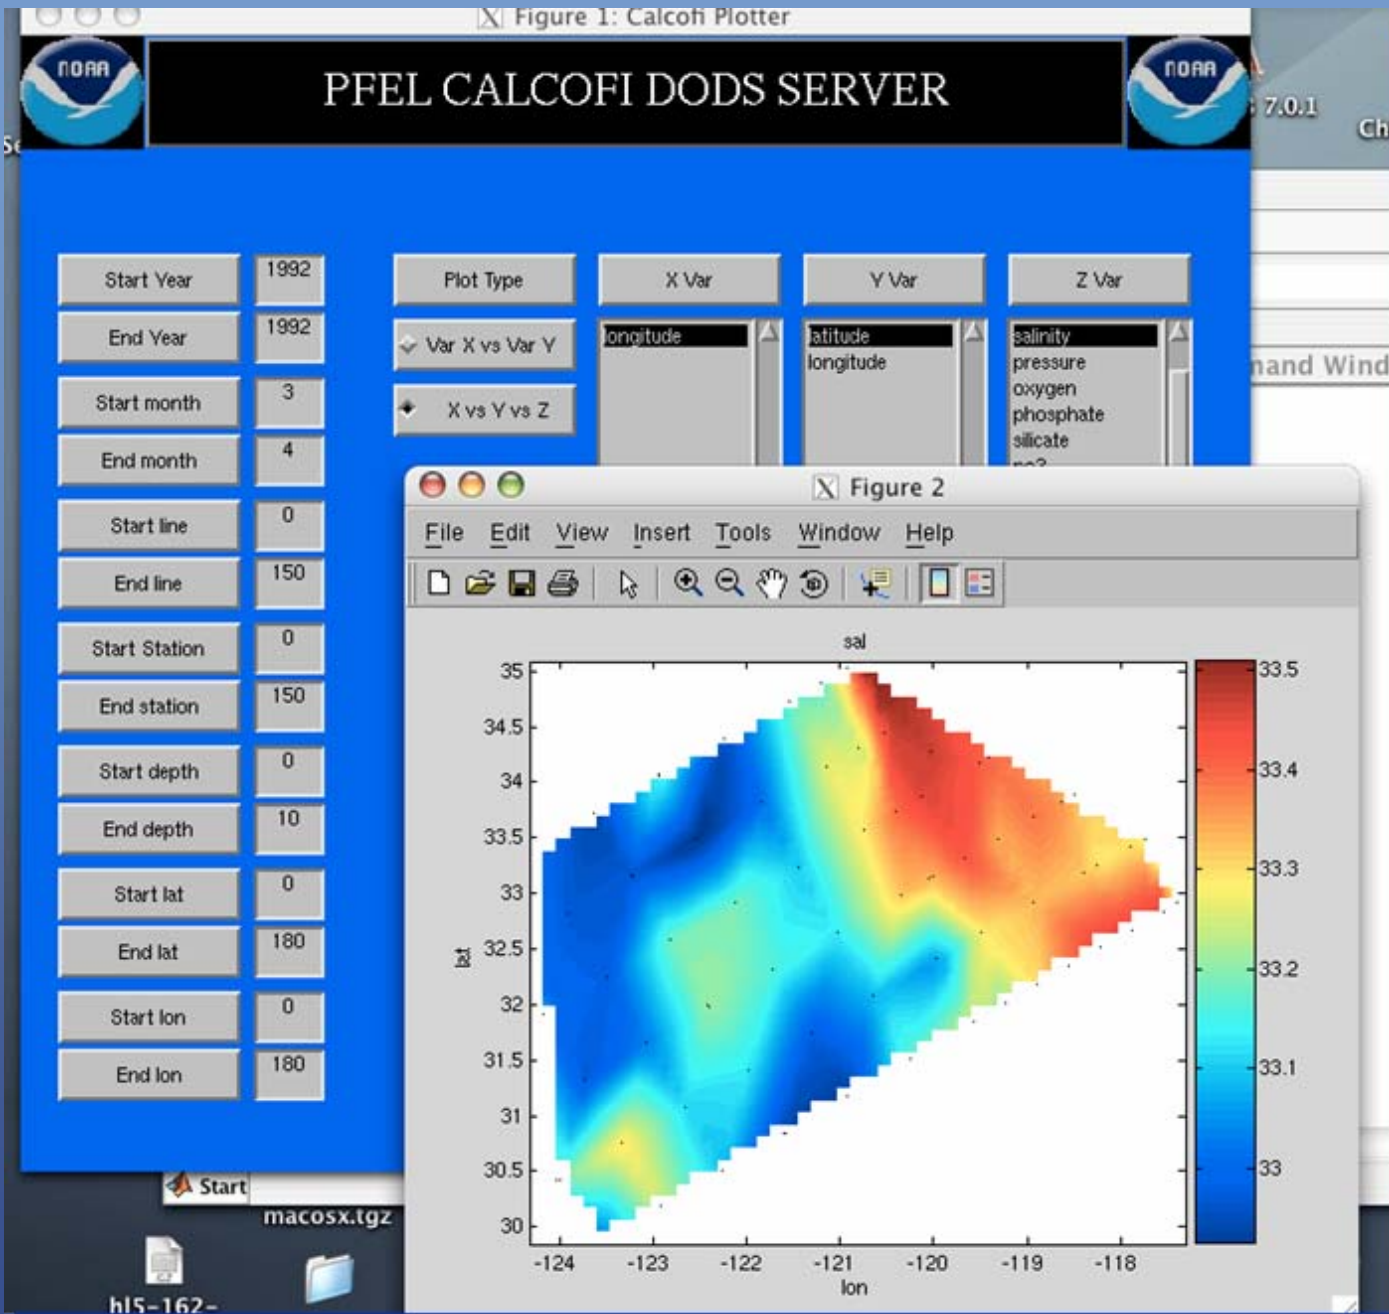 Figure 1: Calcofi Plotter
NOAA
PFEL CALCOFI DODS SERVER
NOAA
7.0.1
Ch
Start Year
1992
Plot Type
X Var
Y Var
Z Var
End Year
1992
Var X vs Var Y
longitude
latitude
longitude
salinity
pressure
oxygen
phosphate
silicate
mand Wind
Start month
3
X vs Y vs Z
End month
4
Start line
0
End line
150
Start Station
0
End station
150
Start depth
0
End depth
10
Start lat
0
End lat
180
Start lon
0
End lon
180
Figure 2
File Edit View Insert Tools Window Help
sal
35
34.5
34
33.5
33
32.5
32
31.5
31
30.5
30
lat
-124 -123 -122 -121 -120 -119 -118
lon
33.5
33.4
33.3
33.2
33.1
33
Start
macosx.tgz
hl5-162-